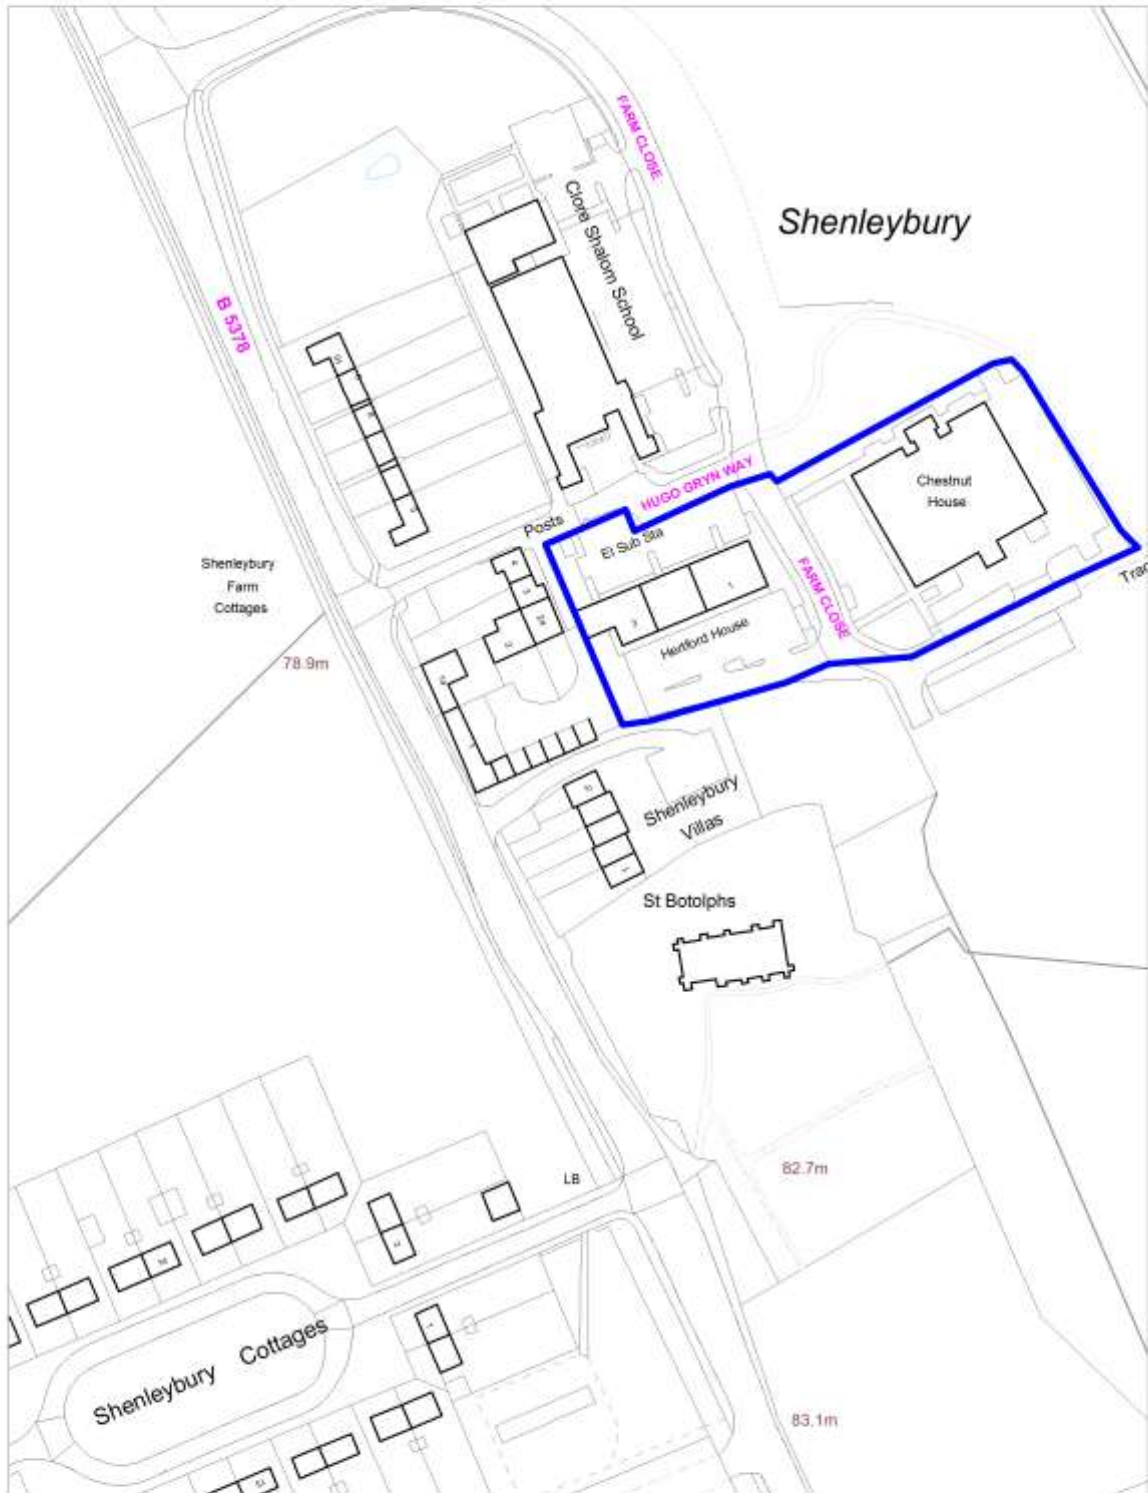 FARM CLOSE
Shenleybury
Clore Shalom School
B 5378
Chestnut
House
HUGO GRYN WAY
Posts
El Sub Sta
Shenleybury
Farm
Cottages
FARM CLOSE
Hertford House
78.9m
Shenleybury
Villas
St Botolphs
82.7m
LB
Shenleybury Cottages
83.1m